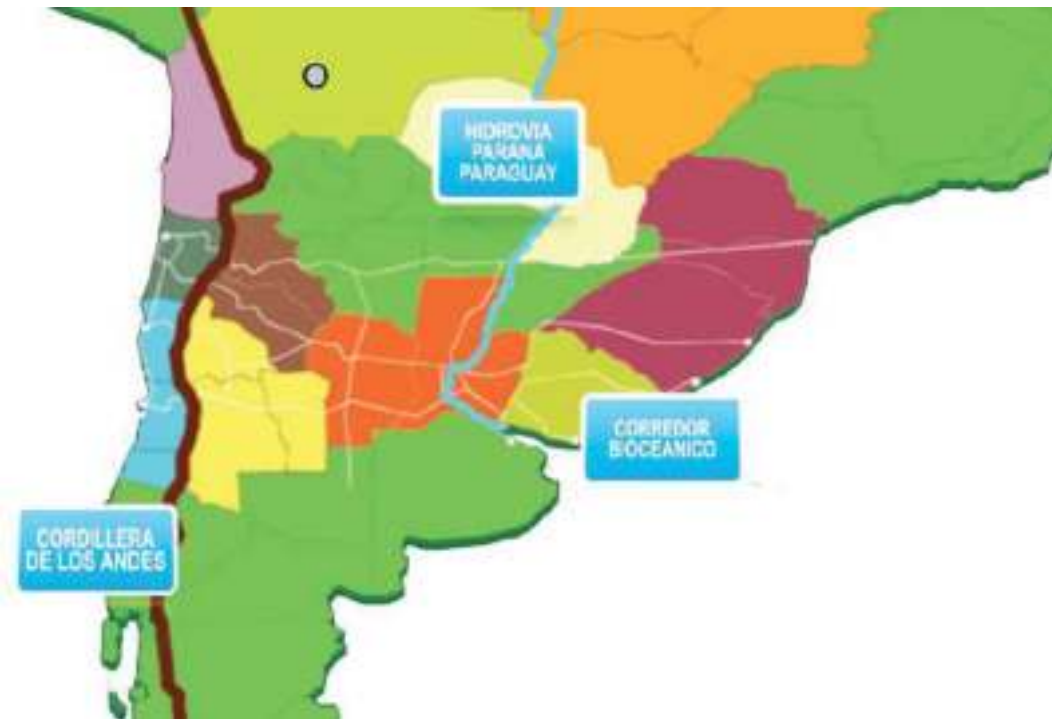 HIDROVIA
PARANA
PARAGUAY
CORREDOR
BIOCEANICO
CORDILLERA
DE LOS ANDES